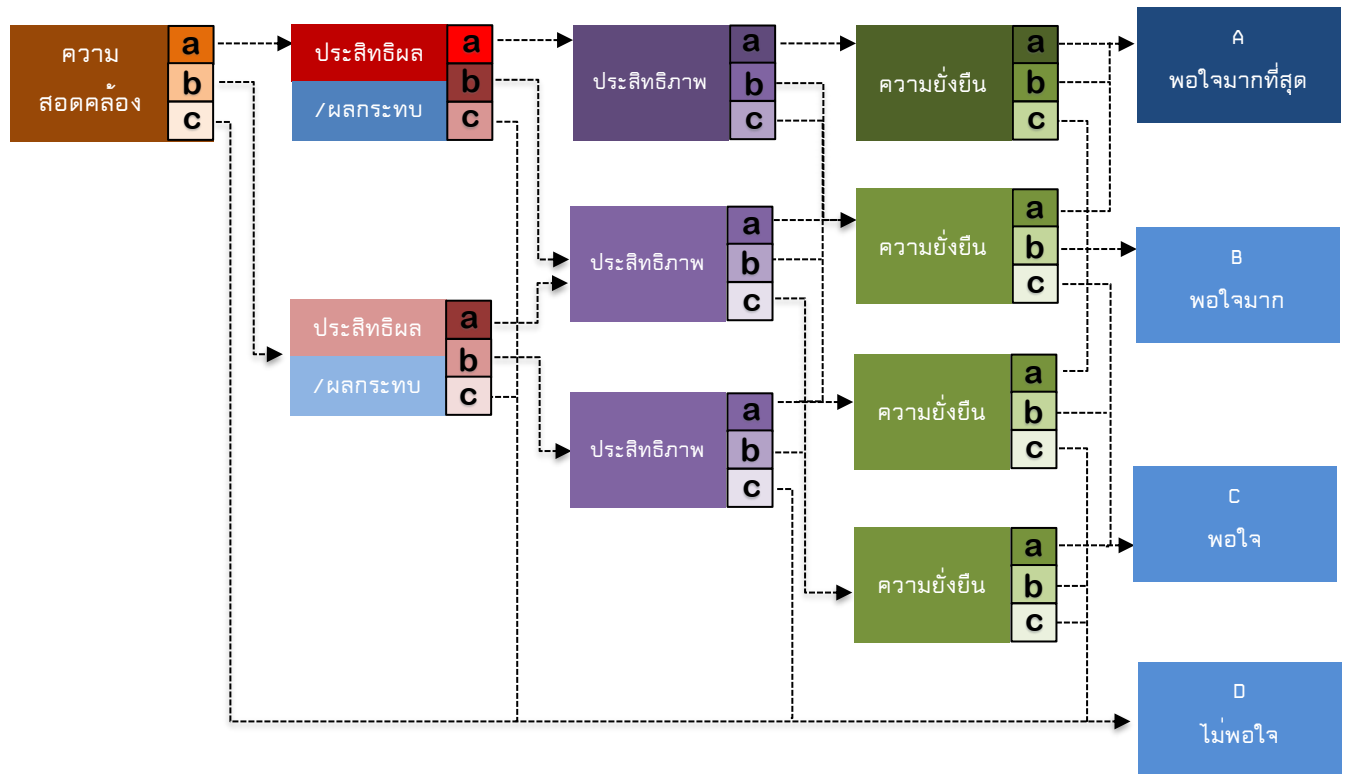 ความ
สอดคล้อง
a
b
c
ประสิทธิผล
/ผลกระทบ
a
b
c
ประสิทธิผล
/ผลกระทบ
a
b
c
ประสิทธิภาพ
a
b
c
ประสิทธิภาพ
a
b
c
ประสิทธิภาพ
a
b
c
ความยั่งยืน
a
b
c
ความยั่งยืน
a
b
c
ความยั่งยืน
a
b
c
ความยั่งยืน
a
b
c
A
พอใจมากที่สุด
B
พอใจมาก
C
พอใจ
D
ไม่พอใจ